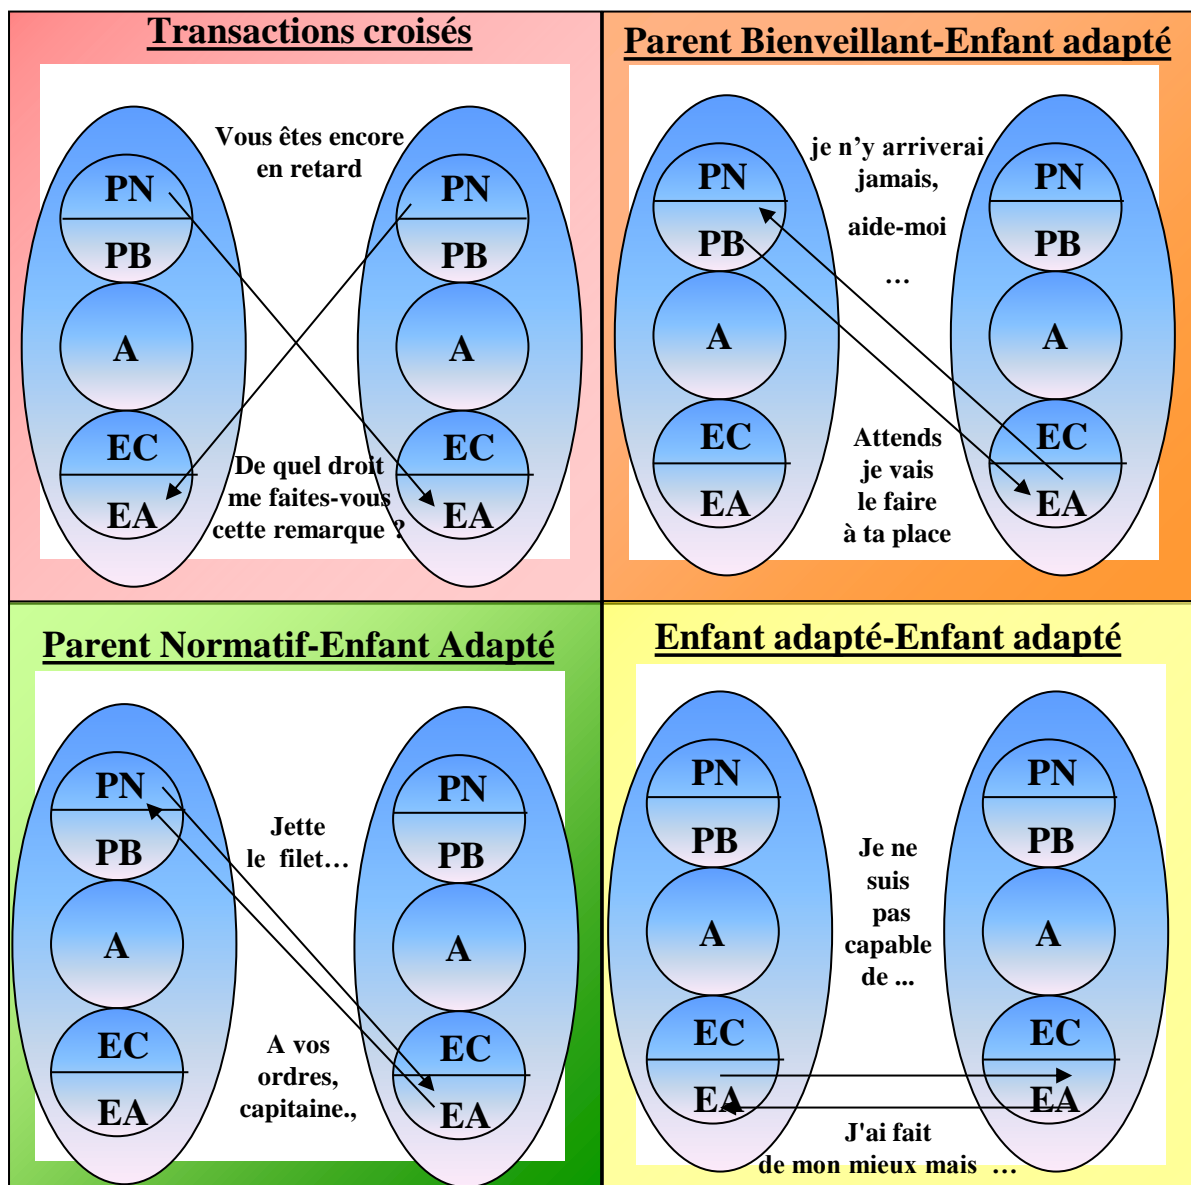 Transactions croisés
Vous êtes encore
en retard
PN
PB
A
EC
EA
PN
PB
A
EC
EA
De quel droit
me faites-vous
cette remarque ?
Parent Bienveillant-Enfant adapté
je n'y arriverai
jamais,
aide-moi
…
PN
PB
A
EC
EA
PN
PB
A
EC
EA
Attends
je vais
le faire
à ta place
Parent Normatif-Enfant Adapté
Jette
le filet…
PN
PB
A
EC
EA
PN
PB
A
EC
EA
A vos
ordres,
capitaine.,
Enfant adapté-Enfant adapté
PN
PB
A
EC
EA
PN
PB
A
EC
EA
Je ne
suis
pas
capable
de ...
J'ai fait
de mon mieux mais …